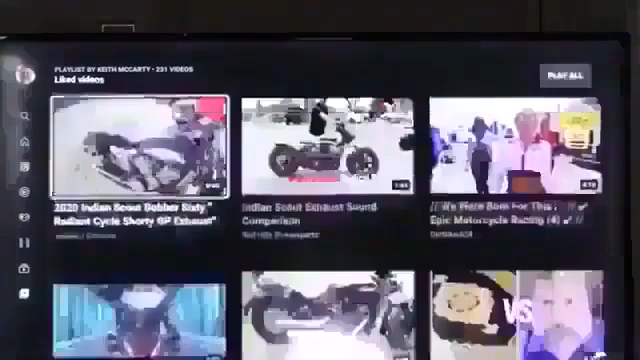 PLAYLIST BY KEITH MCCARTY • 231 VIDEOS
Liked videos
PLAY ALL
2020 Indian Scout Bobber Sixty "
Radiant Cycle Shorty GP Exhaust"
Indian Scout Exhaust Sound
Comparison
// We Were Born For This /
Epic Motorcycle Racing (4)
VS